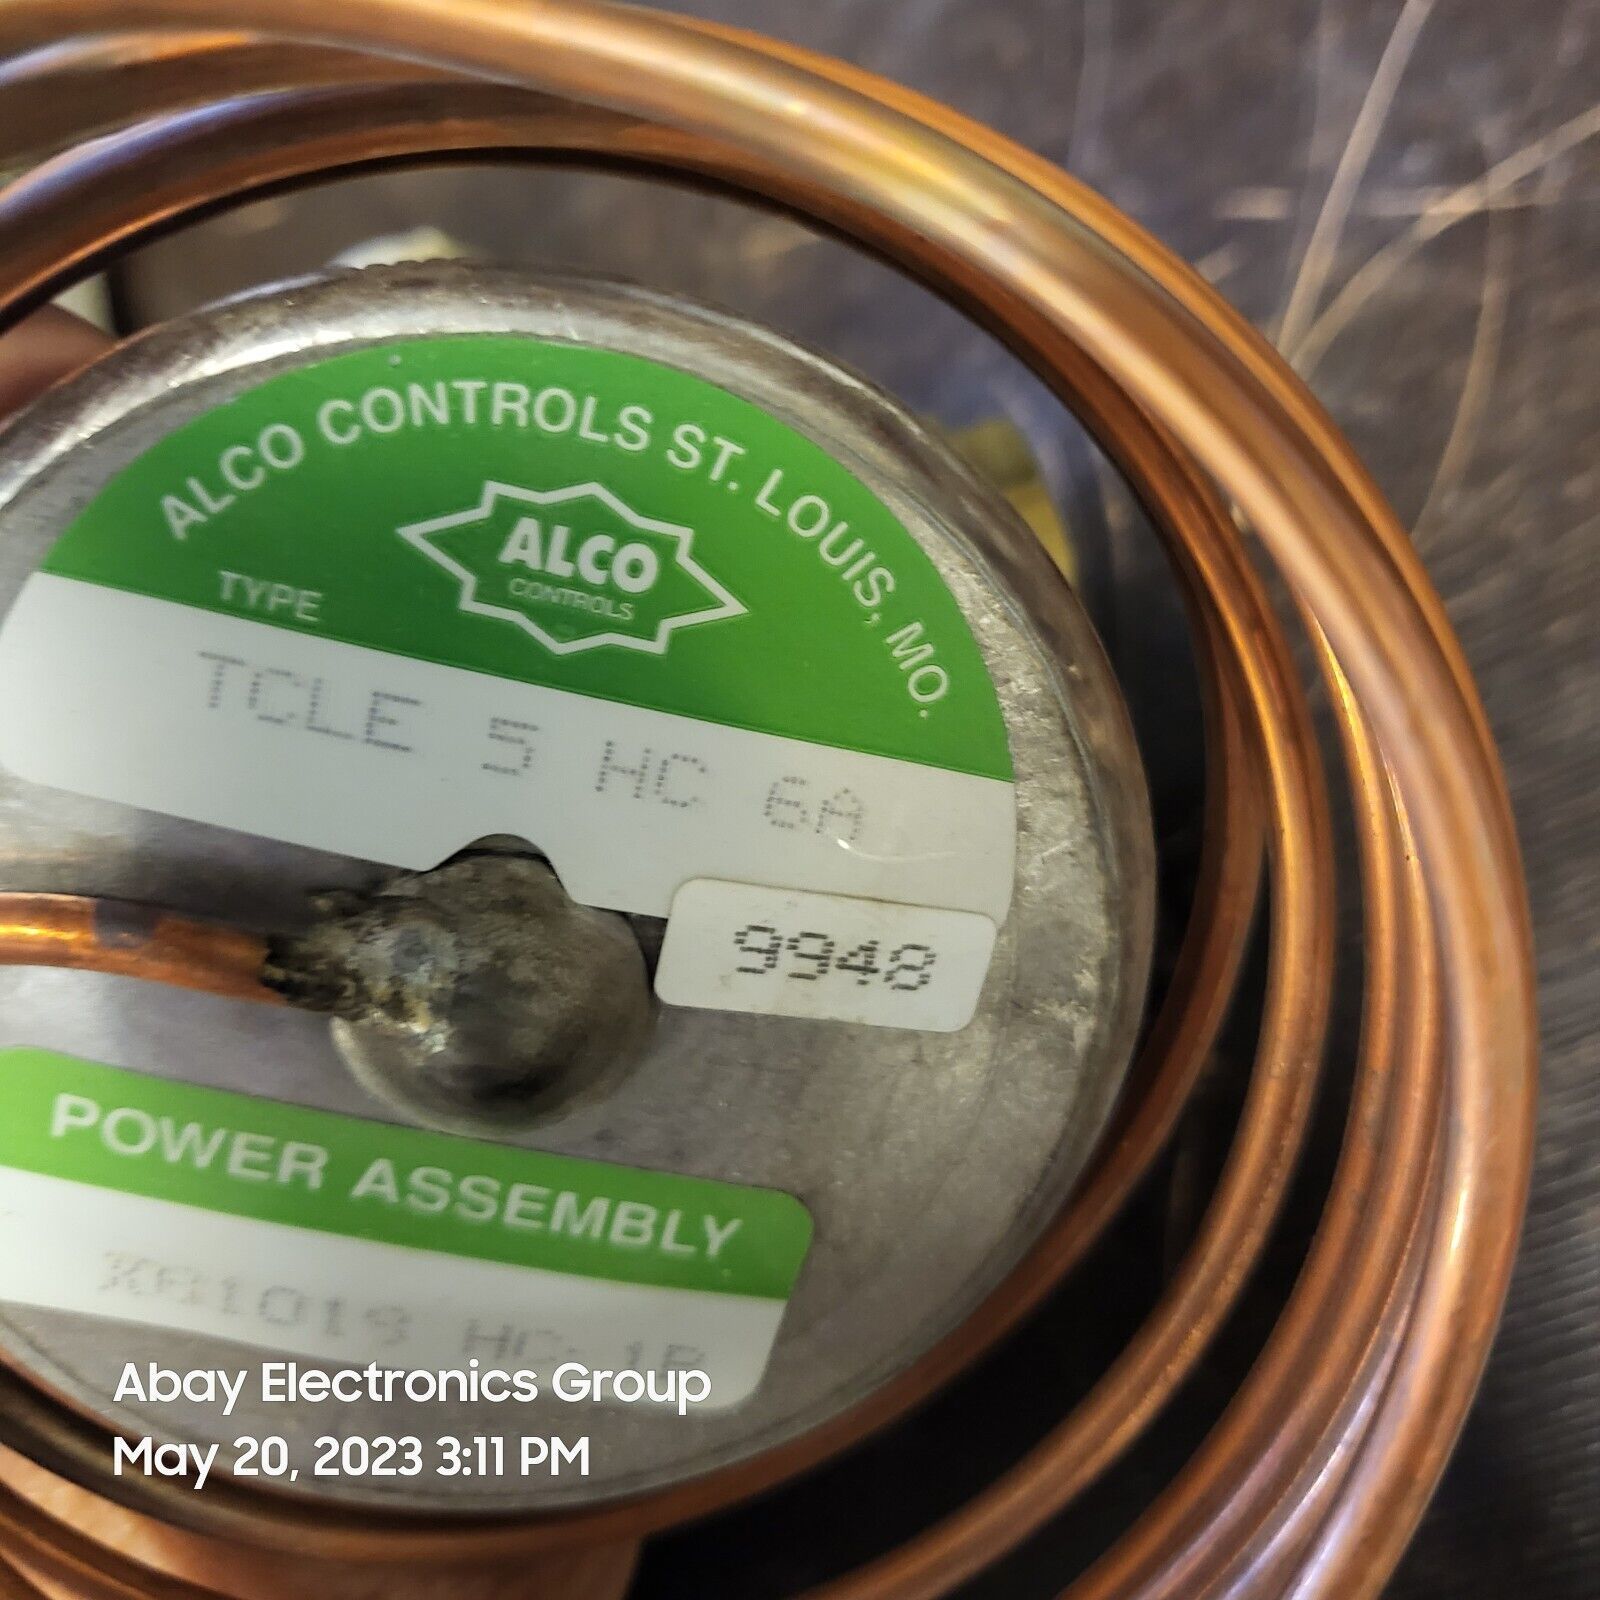 ALCO CONTROLS ST. LOUIS, MO.
ALCO
CONTROLS
TYPE
TCLE 5 HC 6A
9948
POWER ASSEMBLY
HC
Abay Electronics Group
May 20, 2023 3:11 PM